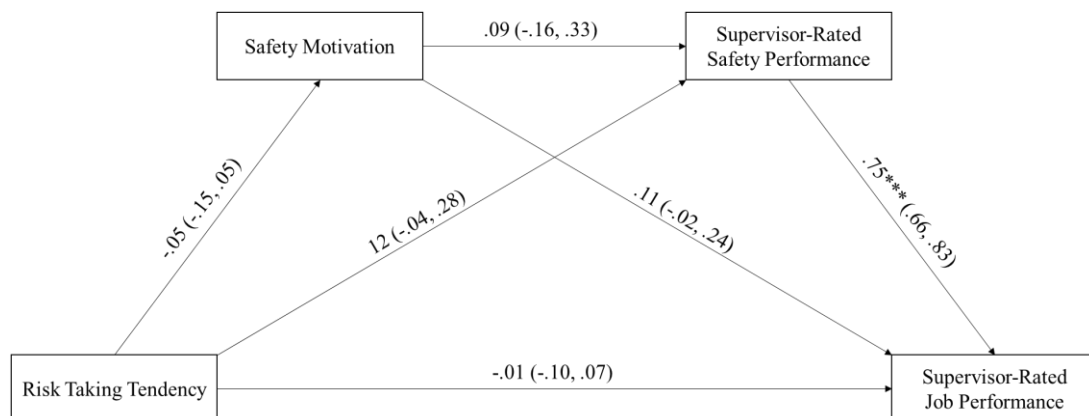 Safety Motivation
.09 (-.16, .33)
Supervisor-Rated
Safety Performance
-.05 (-.15, .05)
12 (-.04, .28)
.11 (-.02, .24)
.75*** (.66, .83)
Risk Taking Tendency
-.01 (-.10, .07)
Supervisor-Rated
Job Performance